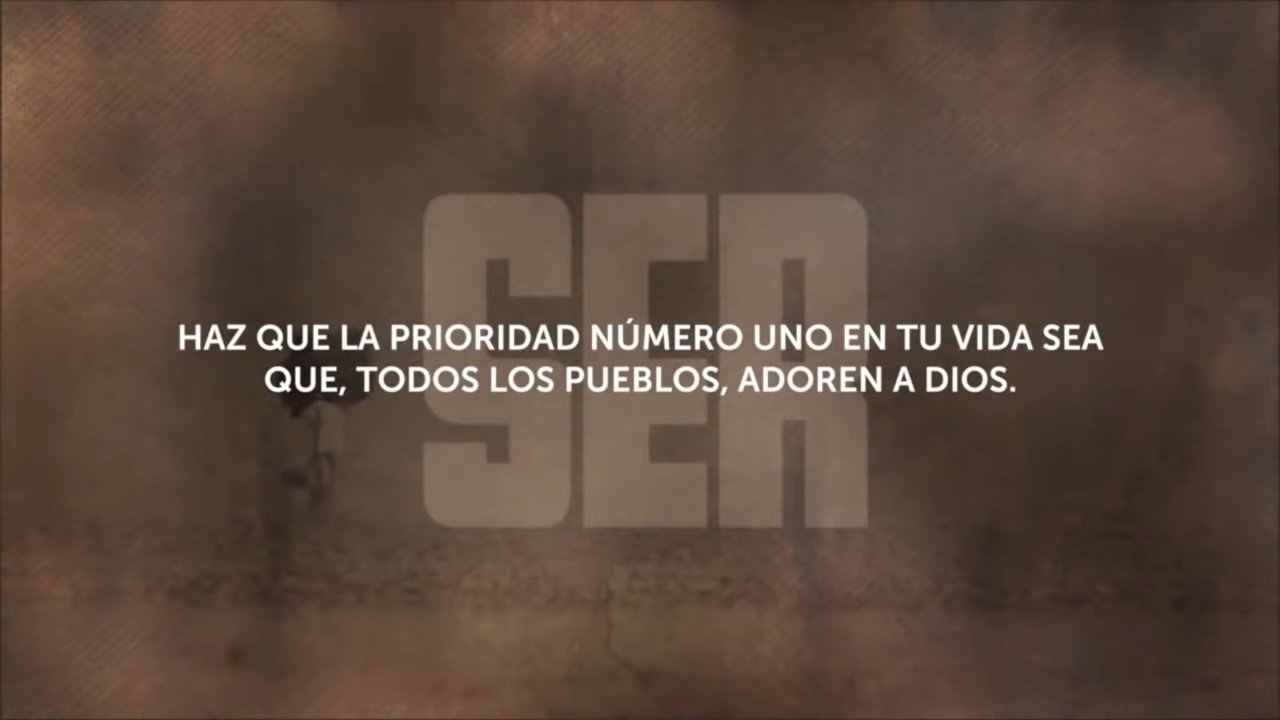 SER
HAZ QUE LA PRIORIDAD NÚMERO UNO EN TU VIDA SEA
QUE, TODOS LOS PUEBLOS, ADOREN A DIOS.